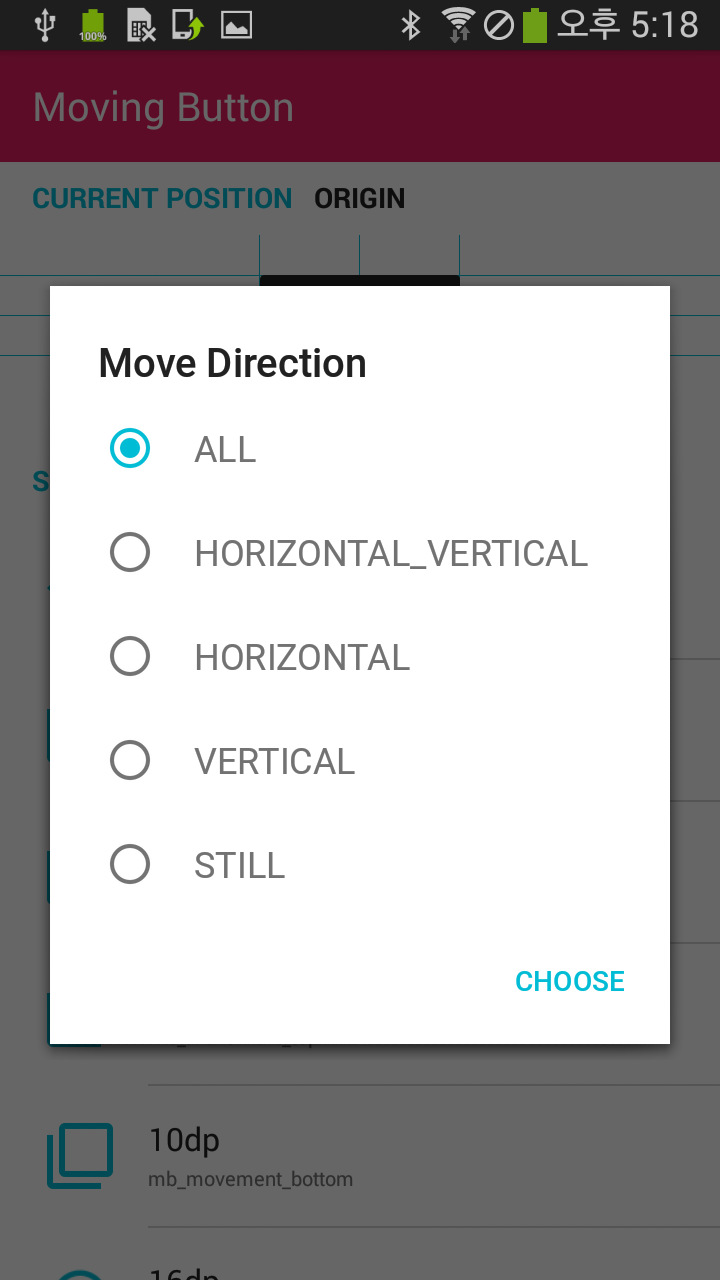 100%
오후 5:18
Moving Button
CURRENT POSITION ORIGIN
Move Direction
ALL
HORIZONTAL_VERTICAL
HORIZONTAL
VERTICAL
STILL
CHOOSE
10dp
mb_movement_bottom
16dp